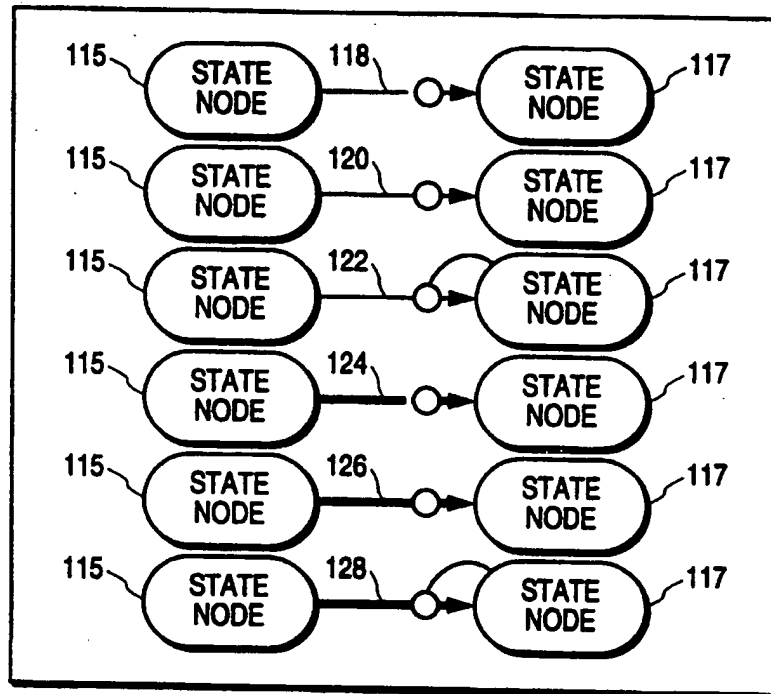 115 STATE NODE 118 STATE NODE 117
115 STATE NODE 120 STATE NODE 117
115 STATE NODE 122 STATE NODE 117
115 STATE NODE 124 STATE NODE 117
115 STATE NODE 126 STATE NODE 117
115 STATE NODE 128 STATE NODE 117